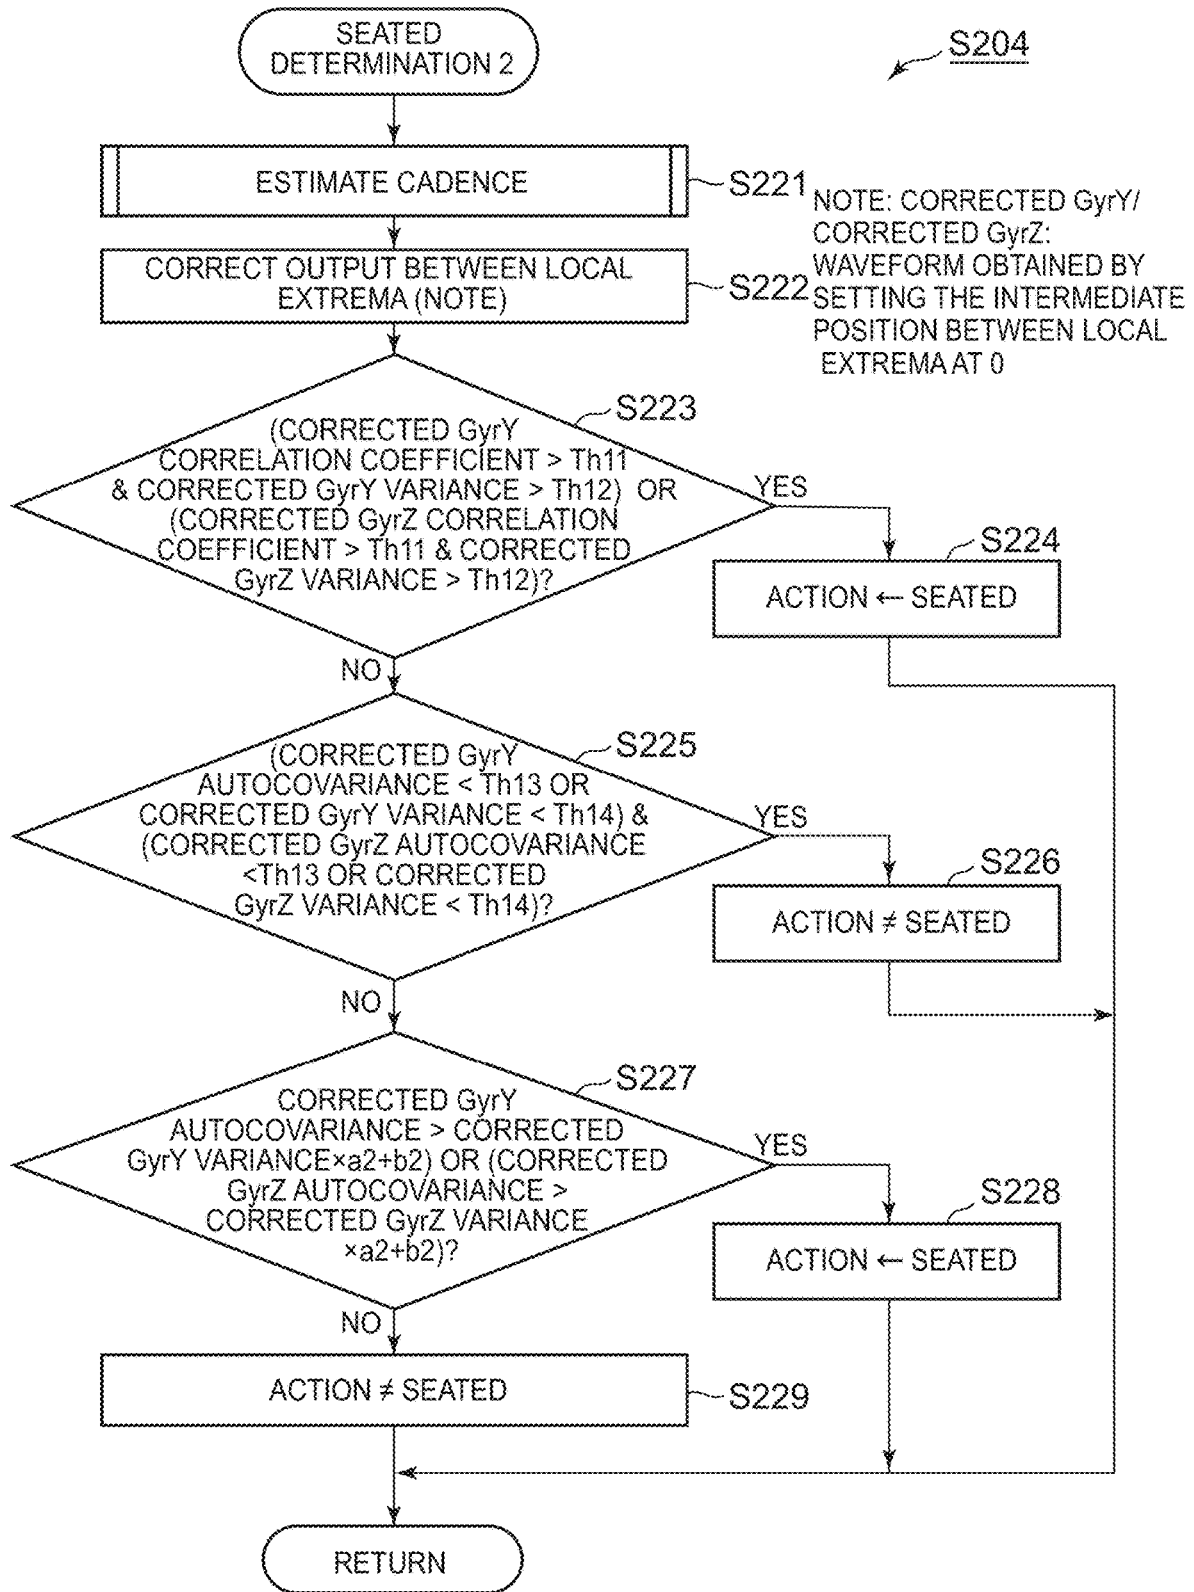 SEATED
DETERMINATION 2
S204
ESTIMATE CADENCE
S221
CORRECT OUTPUT BETWEEN LOCAL
EXTREMA (NOTE)
S222
NOTE: CORRECTED GyrY/
CORRECTED GyrZ:
WAVEFORM OBTAINED BY
SETTING THE INTERMEDIATE
POSITION BETWEEN LOCAL
EXTREMA AT 0
S223
(CORRECTED GyrY
CORRELATION COEFFICIENT > Th11
& CORRECTED GyrY VARIANCE > Th12) OR
(CORRECTED GyrZ CORRELATION
COEFFICIENT > Th11 & CORRECTED
GyrZ VARIANCE > Th12)?
YES
S224
ACTION ← SEATED
NO
S225
(CORRECTED GyrY
AUTOCOVARIANCE < Th13 OR
CORRECTED GyrY VARIANCE < Th14) &
(CORRECTED GyrZ AUTOCOVARIANCE
<Th13 OR CORRECTED
GyrZ VARIANCE < Th14)?
YES
S226
ACTION ≠ SEATED
NO
S227
CORRECTED GyrY
AUTOCOVARIANCE > CORRECTED
GyrY VARIANCE×a2+b2) OR (CORRECTED
GyrZ AUTOCOVARIANCE >
CORRECTED GyrZ VARIANCE
×a2+b2)?
YES
S228
ACTION ← SEATED
NO
ACTION ≠ SEATED
S229
RETURN